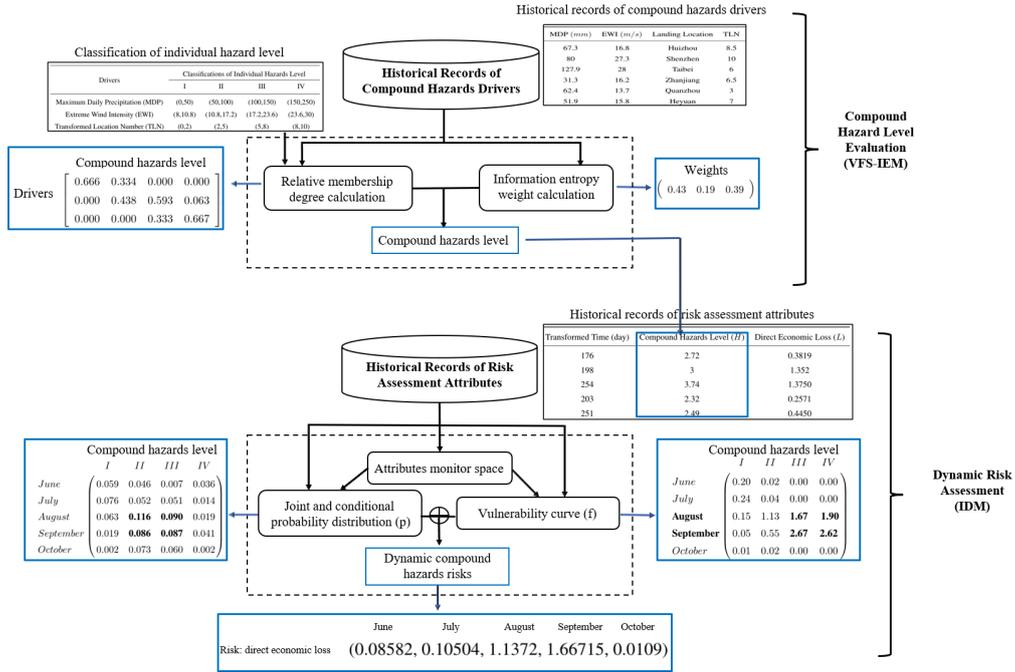 Historical records of compound hazards drivers
MDP (mm) EWI (m/s) Landing Location TLN
67.3 16.8 Huizhou 8.5
80 27.3 Shenzhen 10
127.9 28 Taibei 6
31.3 16.2 Zhanjiang 6.5
62.4 13.7 Quanzhou 3
51.9 15.8 Heyuan 7
Classification of individual hazard level
Drivers Classifications of Individual Hazards Level
I II III IV
Maximum Daily Precipitation (MDP) (0,50) (50,100) (100,150) (150,250)
Extreme Wind Intensity (EWI) (8,10.8) (10.8,17.2) (17.2,23.6) (23.6,30)
Transformed Location Number (TLN) (0,2) (2,5) (5,8) (8,10)
Historical Records of
Compound Hazards Drivers
Compound
Hazard Level
Evaluation
(VFS-IEM)
Compound hazards level
Drivers
0.666 0.334 0.000 0.000
0.000 0.438 0.593 0.063
0.000 0.000 0.333 0.667
Relative membership
degree calculation
Information entropy
weight calculation
Weights
(0.43 0.19 0.39)
Compound hazards level
Historical records of risk assessment attributes
Transformed Time (day) Compound Hazards Level (H) Direct Economic Loss (L)
176 2.72 0.3819
198 3 1.352
254 3.74 1.3750
203 2.32 0.2571
251 2.49 0.4450
Historical Records of Risk
Assessment Attributes
Compound hazards level
I II III IV
June 0.059 0.046 0.007 0.036
July 0.076 0.052 0.051 0.014
August 0.063 0.116 0.090 0.019
September 0.019 0.086 0.087 0.041
October 0.002 0.073 0.060 0.002
Attributes monitor space
Joint and conditional
probability distribution (p)
Vulnerability curve (f)
Dynamic compound
hazards risks
Compound hazards level
I II III IV
June 0.20 0.02 0.00 0.00
July 0.24 0.04 0.00 0.00
August 0.15 1.13 1.67 1.90
September 0.05 0.55 2.67 2.62
October 0.01 0.02 0.00 0.00
Dynamic Risk
Assessment
(IDM)
June July August September October
Risk: direct economic loss (0.08582, 0.10504, 1.1372, 1.66715, 0.0109)